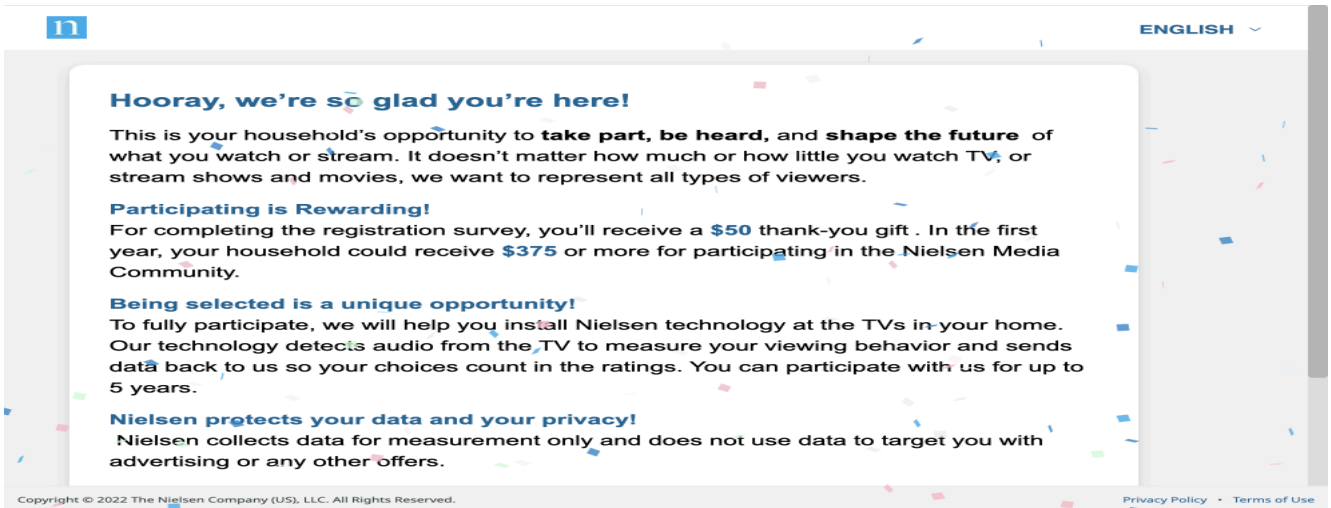 n
ENGLISH
Hooray, we're so glad you're here!
This is your household's opportunity to take part, be heard, and shape the future of
what you watch or stream. It doesn't matter how much or how little you watch TV, or
stream shows and movies, we want to represent all types of viewers.
Participating is Rewarding!
For completing the registration survey, you'll receive a $50 thank-you gift . In the first
year, your household could receive $375 or more for participating in the Nielsen Media
Community.
Being selected is a unique opportunity!
To fully participate, we will help you install Nielsen technology at the TVs in your home.
Our technology detects audio from the TV to measure your viewing behavior and sends
data back to us so your choices count in the ratings. You can participate with us for up to
5 years.
Nielsen protects your data and your privacy!
Nielsen collects data for measurement only and does not use data to target you with
advertising or any other offers.
Copyright © 2022 The Nielsen Company (US), LLC. All Rights Reserved.
Privacy Policy • Terms of Use